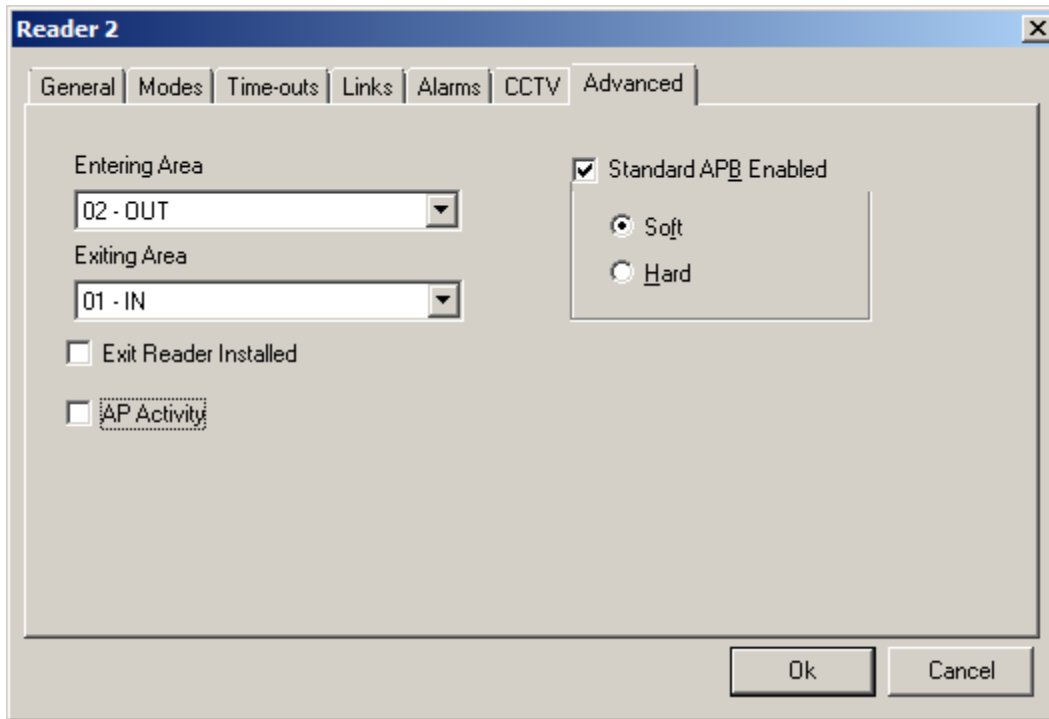 Reader 2
General Modes Time-outs Links Alarms CCTV Advanced
Entering Area
02 - OUT
Exiting Area
01 - IN
Exit Reader Installed
AP Activity
Standard APB Enabled
Soft
Hard
Ok Cancel